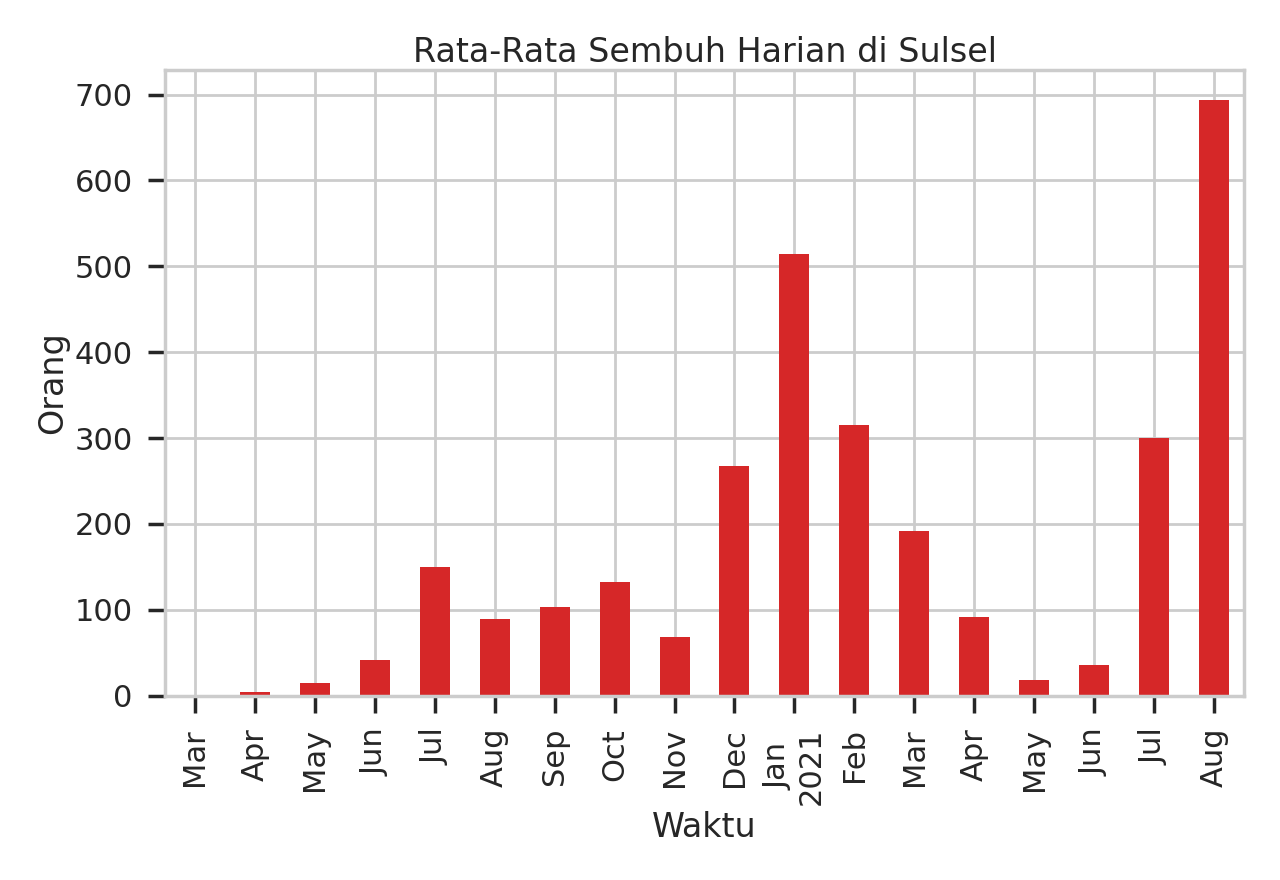 Rata-Rata Sembuh Harian di Sulsel
700
600
500
400
300
200
100
0
Orang
Mar
Apr
May
Jun
Jul
Aug
Sep
Oct
Nov
Dec
Jan
2021
Feb
Mar
Apr
May
Jun
Jul
Aug
Waktu